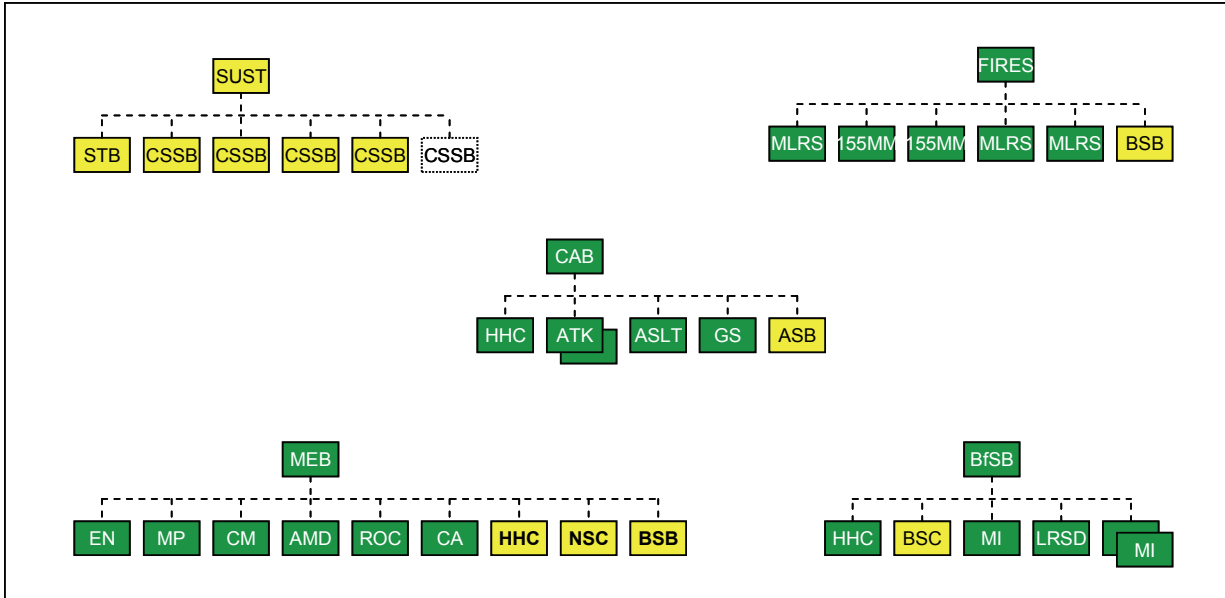 SUST
STB CSSB CSSB CSSB CSSB CSSB
FIRES
MLRS 155MM 155MM MLRS MLRS BSB
CAB
HHC ATK ASLT GS ASB
MEB
EN MP CM AMD ROC CA HHC NSC BSB
BfSB
HHC BSC MI LRSD MI